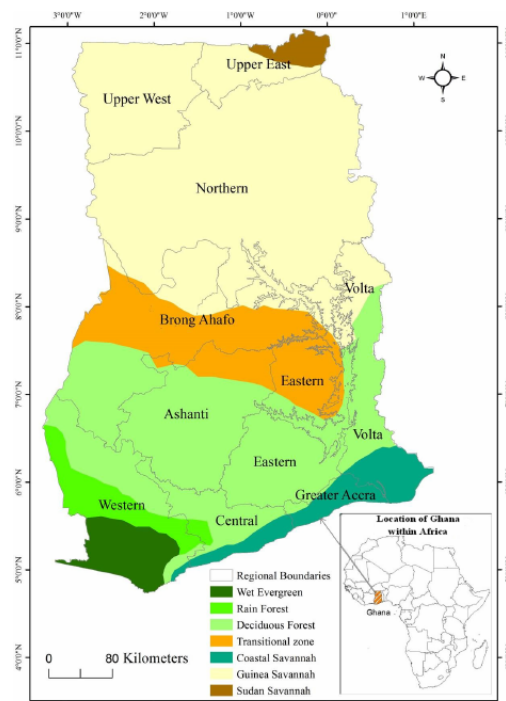 3°0'0"W 1°0'0"W 0°0'0" 1°0'0"E
11°0'0"N
10°0'0"N
9°0'0"N
8°0'0"N
7°0'0"N
6°0'0"N
5°0'0"N
4°0'0"N
N
W E
S
Upper East
Upper West
Northern
Volta
Brong Ahafo
Eastern
Ashanti
Volta
Eastern
Greater Accra
Western
Central
Location of Ghana
within Africa
Ghana
Regional Boundaries
Wet Evergreen
Rain Forest
Deciduous Forest
Transitional zone
Coastal Savannah
Guinea Savannah
Sudan Savannah
0 80 Kilometers